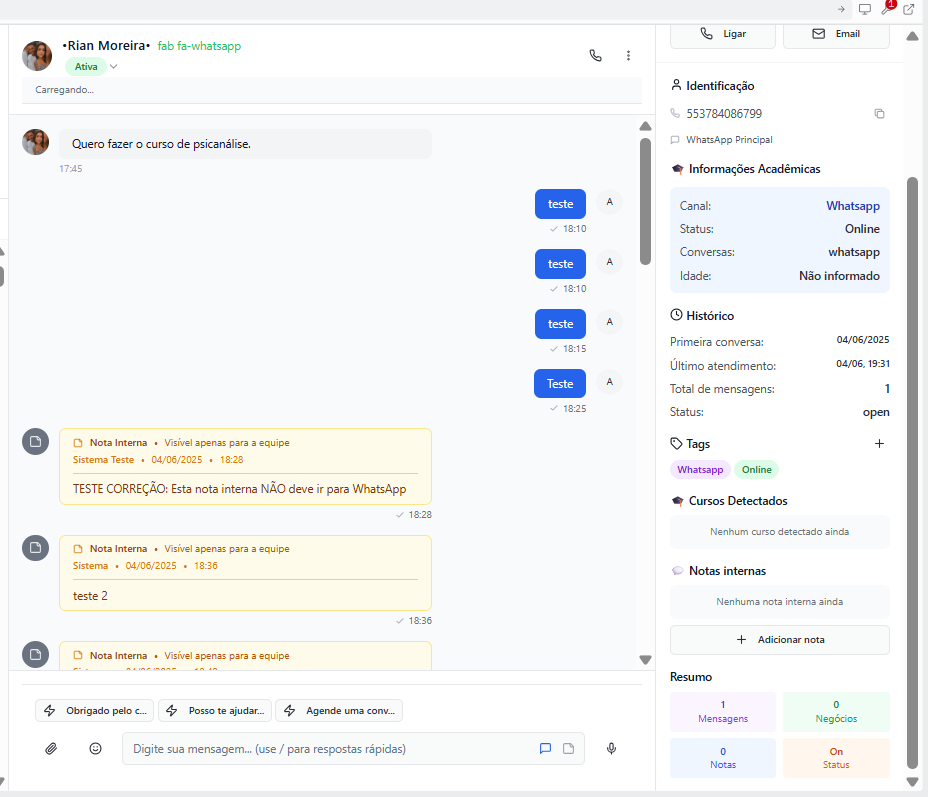 1
•Rian Moreira• fab fa-whatsapp
Ativa
Carregando...
Quero fazer o curso de psicanálise.
17:45
teste A
18:10
teste A
18:10
teste A
18:15
Teste A
18:25
Nota Interna • Visível apenas para a equipe
Sistema Teste • 04/06/2025 • 18:28
TESTE CORREÇÃO: Esta nota interna NÃO deve ir para WhatsApp
18:28
Nota Interna • Visível apenas para a equipe
Sistema • 04/06/2025 • 18:36
teste 2
18:36
Nota Interna • Visível apenas para a equipe
Obrigado pelo c... Posso te ajudar... Agende uma conv...
Digite sua mensagem... (use / para respostas rápidas)
Ligar Email
Identificação
553784086799
WhatsApp Principal
Informações Acadêmicas
Canal: Whatsapp
Status: Online
Conversas: whatsapp
Idade: Não informado
Histórico
Primeira conversa: 04/06/2025
Último atendimento: 04/06, 19:31
Total de mensagens: 1
Status: open
Tags +
Whatsapp Online
Cursos Detectados
Nenhum curso detectado ainda
Notas internas
Nenhuma nota interna ainda
+ Adicionar nota
Resumo
1 0
Mensagens Negócios
0 On
Notas Status